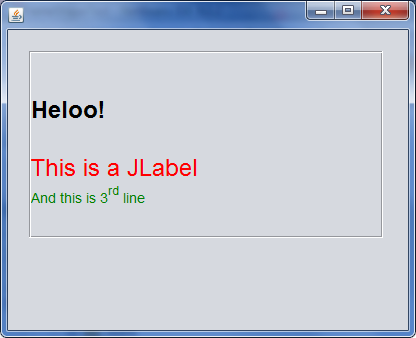 Heloo!
This is a JLabel
And this is 3rd line